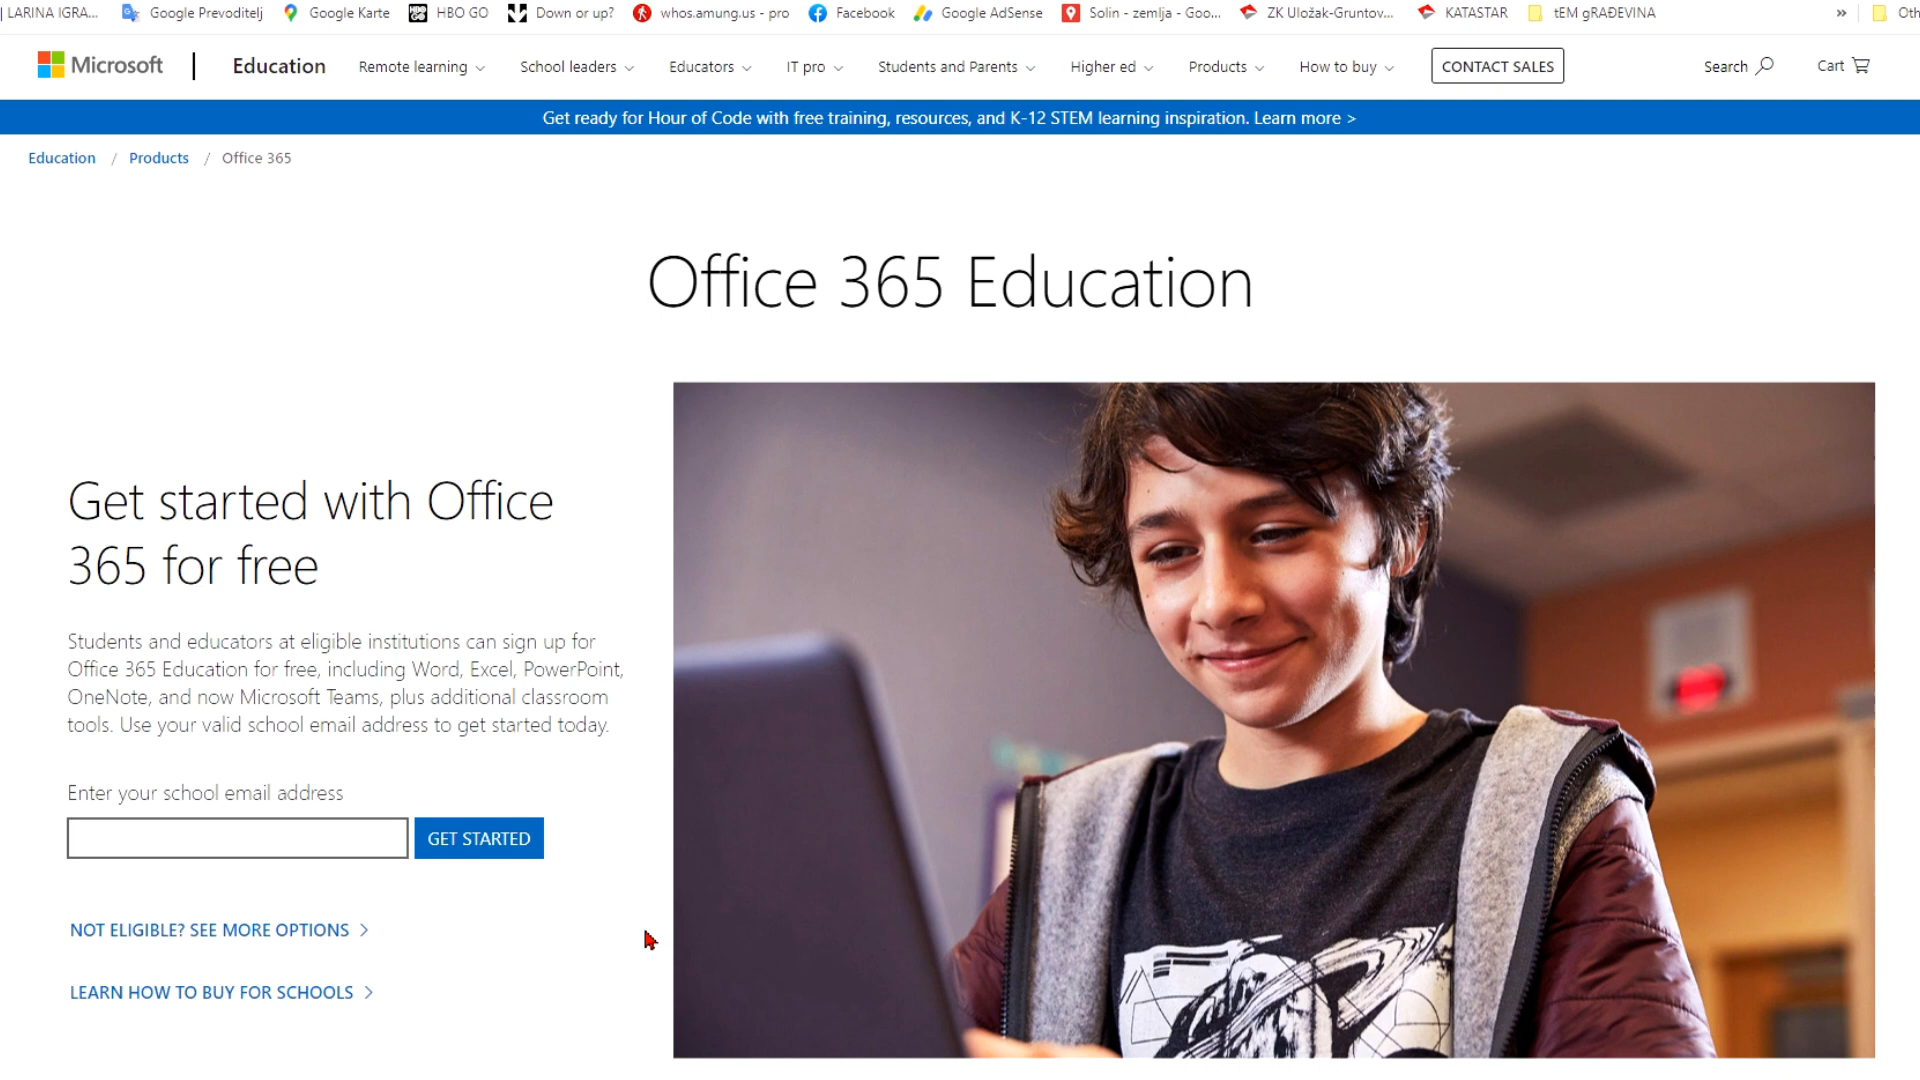 | LARINA IGRA... Google Prevoditelj Google Karte HBO GO Down or up? whos.amung.us - pro Facebook Google AdSense Solin - zemlja - Goo... ZK Uložak-Gruntov... KATASTAR tEM gRAĐEVINA » Oth
Microsoft | Education Remote learning School leaders Educators IT pro Students and Parents Higher ed Products How to buy CONTACT SALES Search Cart
Get ready for Hour of Code with free training, resources, and K-12 STEM learning inspiration. Learn more >
Education / Products / Office 365
Office 365 Education
Get started with Office
365 for free
Students and educators at eligible institutions can sign up for
Office 365 Education for free, including Word, Excel, PowerPoint,
OneNote, and now Microsoft Teams, plus additional classroom
tools. Use your valid school email address to get started today.
Enter your school email address
GET STARTED
NOT ELIGIBLE? SEE MORE OPTIONS >
LEARN HOW TO BUY FOR SCHOOLS >